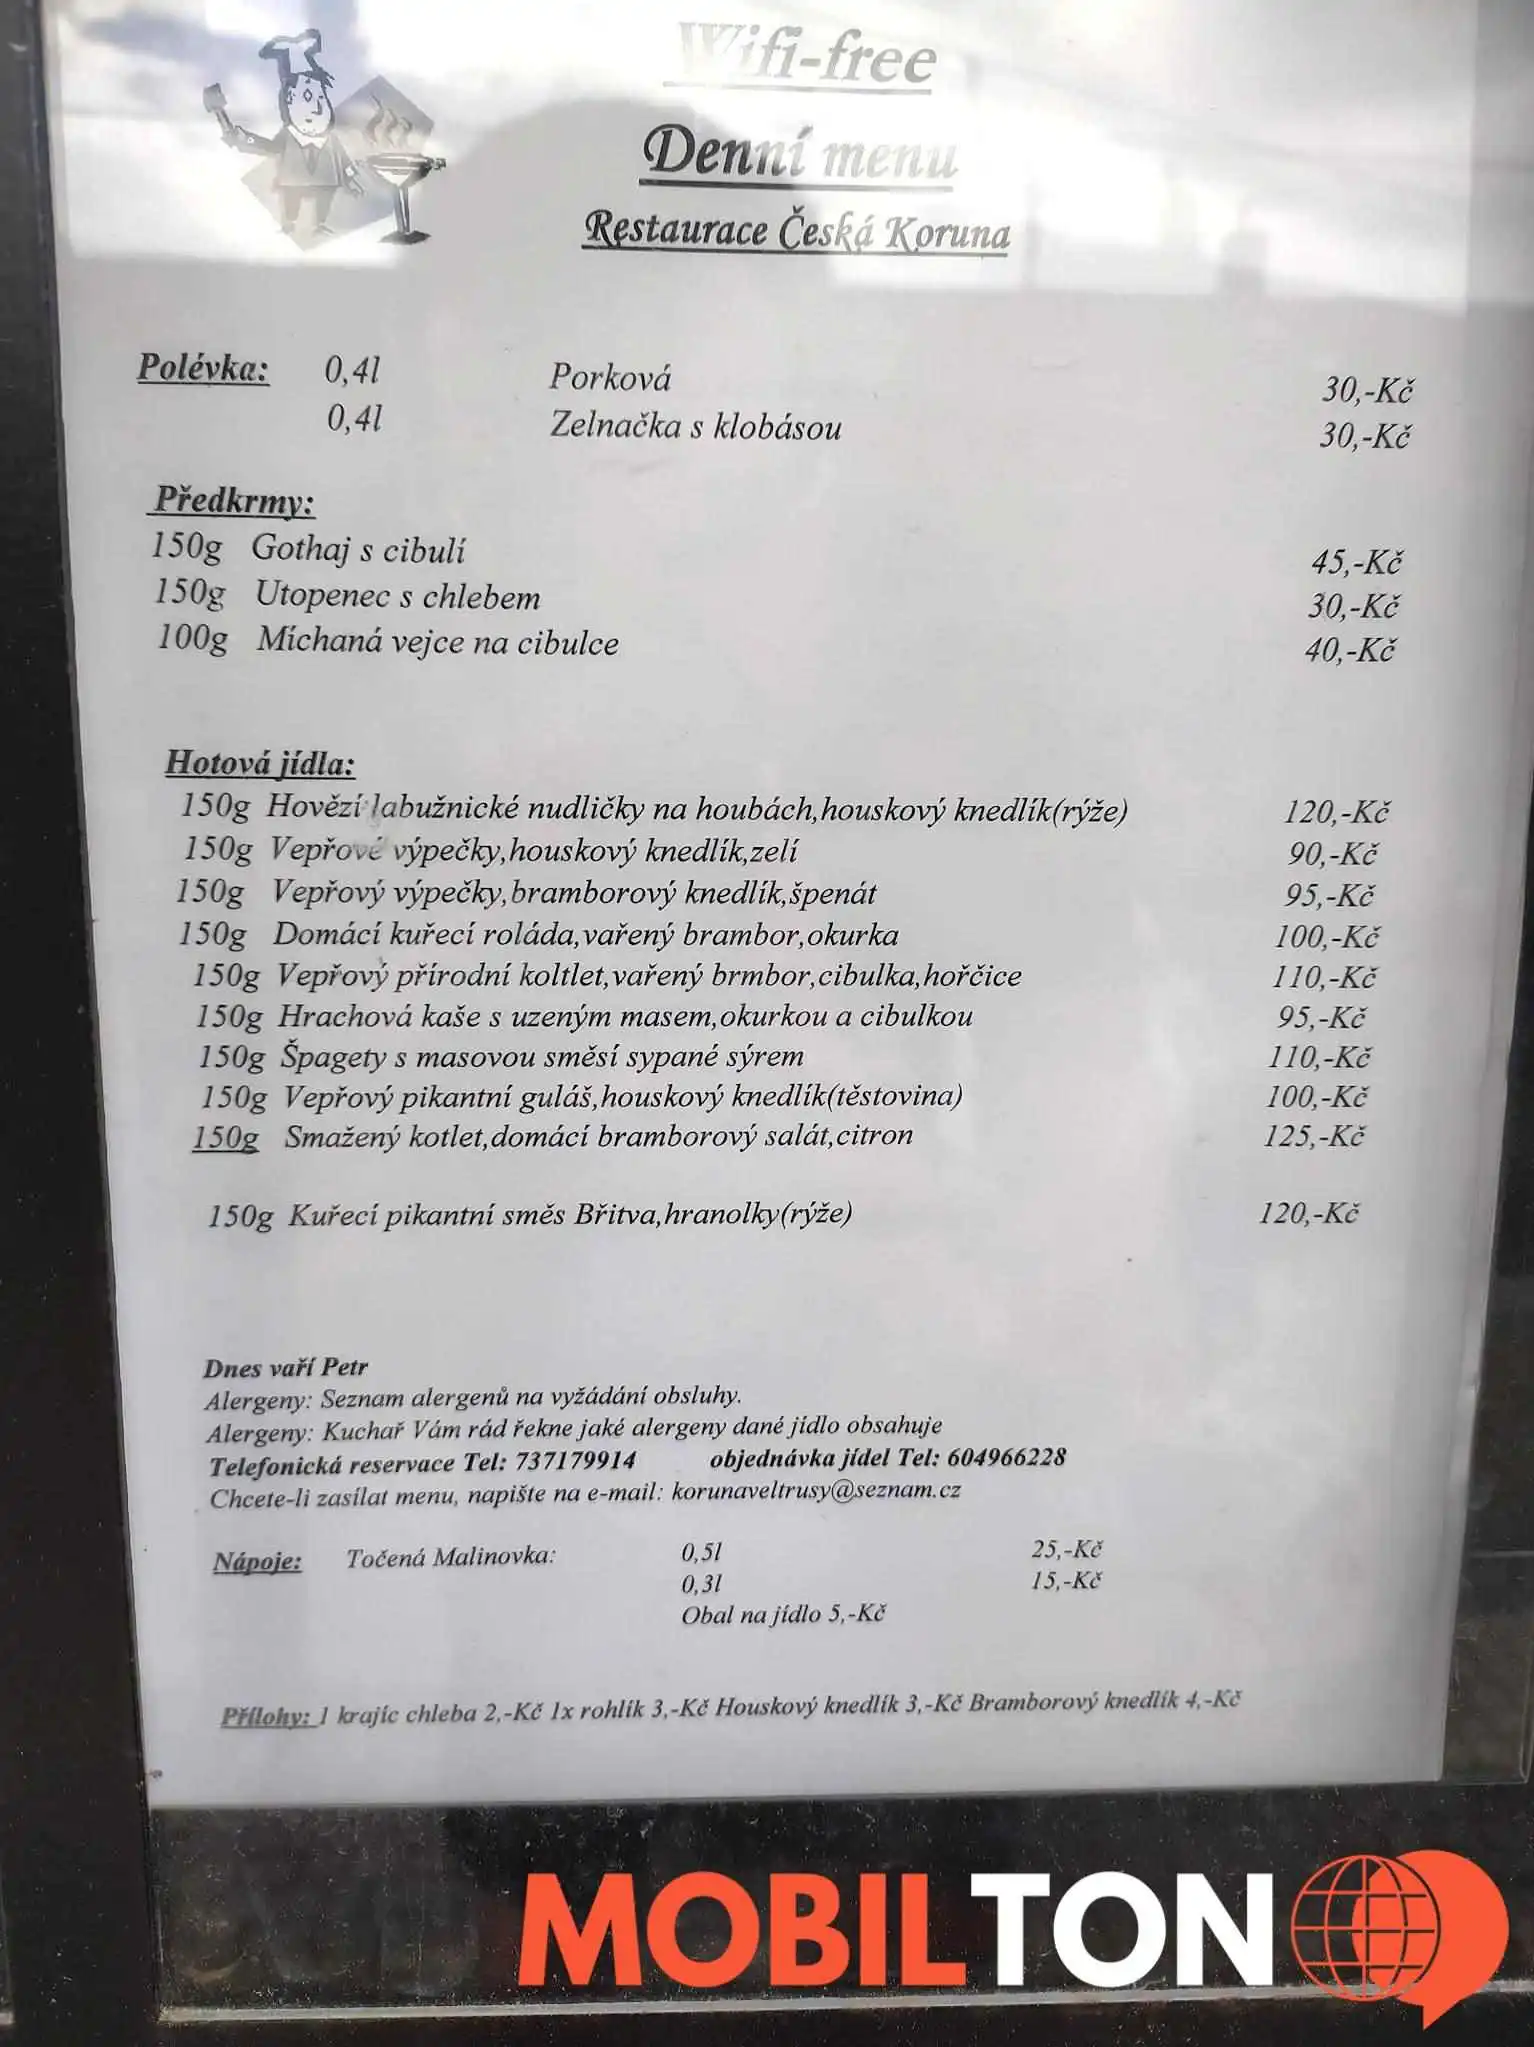 Wifi-free
Denní menu
Restaurace Česká Koruna
Polévka: 0,4l Porková 30,-Kč
0,4l Zelnačka s klobásou 30,-Kč
Předkrmy:
150g Gothaj s cibulí 45,-Kč
150g Utopenec s chlebem 30,-Kč
100g Míchaná vejce na cibulce 40,-Kč
Hotová jídla:
150g Hovězí labužnické nudličky na houbách,houskový knedlík(rýže) 120,-Kč
150g Vepřové výpečky,houskový knedlík,zelí 90,-Kč
150g Vepřový výpečky,bramborový knedlík,špenát 95,-Kč
150g Domácí kuřecí roláda,vařený brambor,okurka 100,-Kč
150g Vepřový přírodní koltlet,vařený brmbor,cibulka,hořčice 110,-Kč
150g Hrachová kaše s uzeným masem,okurkou a cibulkou 95,-Kč
150g Špagety s masovou směsí sypané sýrem 110,-Kč
150g Vepřový pikantní guláš,houskový knedlík(těstovina) 100,-Kč
150g Smažený kotlet,domácí bramborový salát,citron 125,-Kč
150g Kuřecí pikantní směs Břitva,hranolky(rýže) 120,-Kč
Dnes vaří Petr
Alergeny: Seznam alergenů na vyžádání obsluhy.
Alergeny: Kuchař Vám rád řekne jaké alergeny dané jídlo obsahuje
Telefonická reservace Tel: 737179914 objednávka jídel Tel: 604966228
Chcete-li zasílat menu, napište na e-mail: korunaveltrusy@seznam.cz
Nápoje: Točená Malinovka: 0,5l 25,-Kč
0,3l 15,-Kč
Obal na jídlo 5,-Kč
Přílohy: 1 krajíc chleba 2,-Kč 1x rohlík 3,-Kč Houskový knedlík 3,-Kč Bramborový knedlík 4,-Kč
MOBILTON